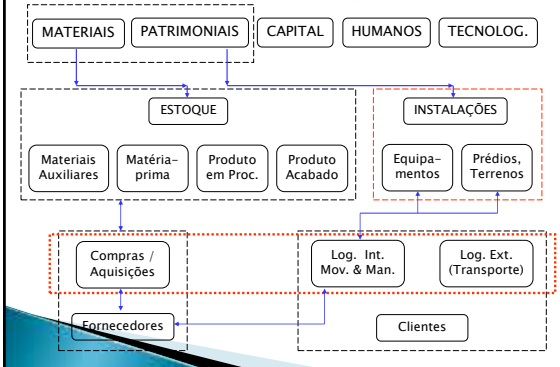 MATERIAIS
PATRIMONIAIS
CAPITAL
HUMANOS
TECNOLOG.
ESTOQUE
INSTALAÇÕES
Materiais
Auxiliares
Matéria-
prima
Produto
em Proc.
Produto
Acabado
Equipa-
mentos
Prédios,
Terrenos
Compras /
Aquisições
Log. Int.
Mov. & Man.
Log. Ext.
(Transporte)
Fornecedores
Clientes